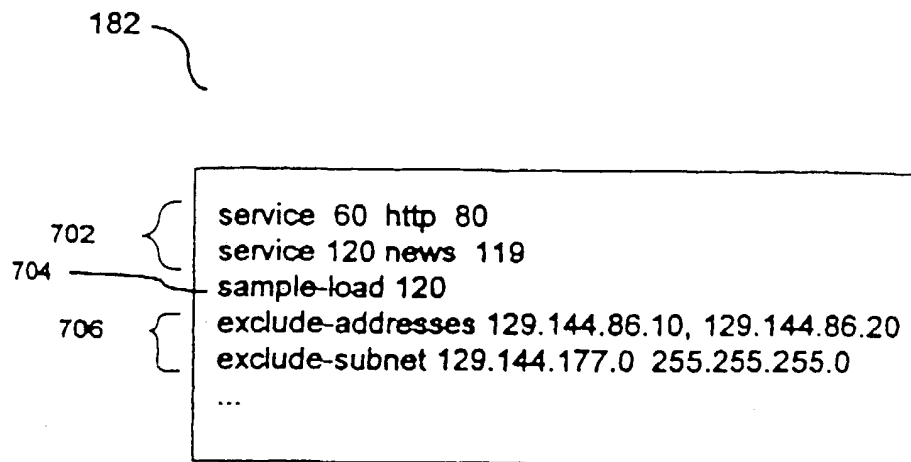 182
702
704
706
service 60 http 80
service 120 news 119
sample-load 120
exclude-addresses 129.144.86.10, 129.144.86.20
exclude-subnet 129.144.177.0 255.255.255.0
...